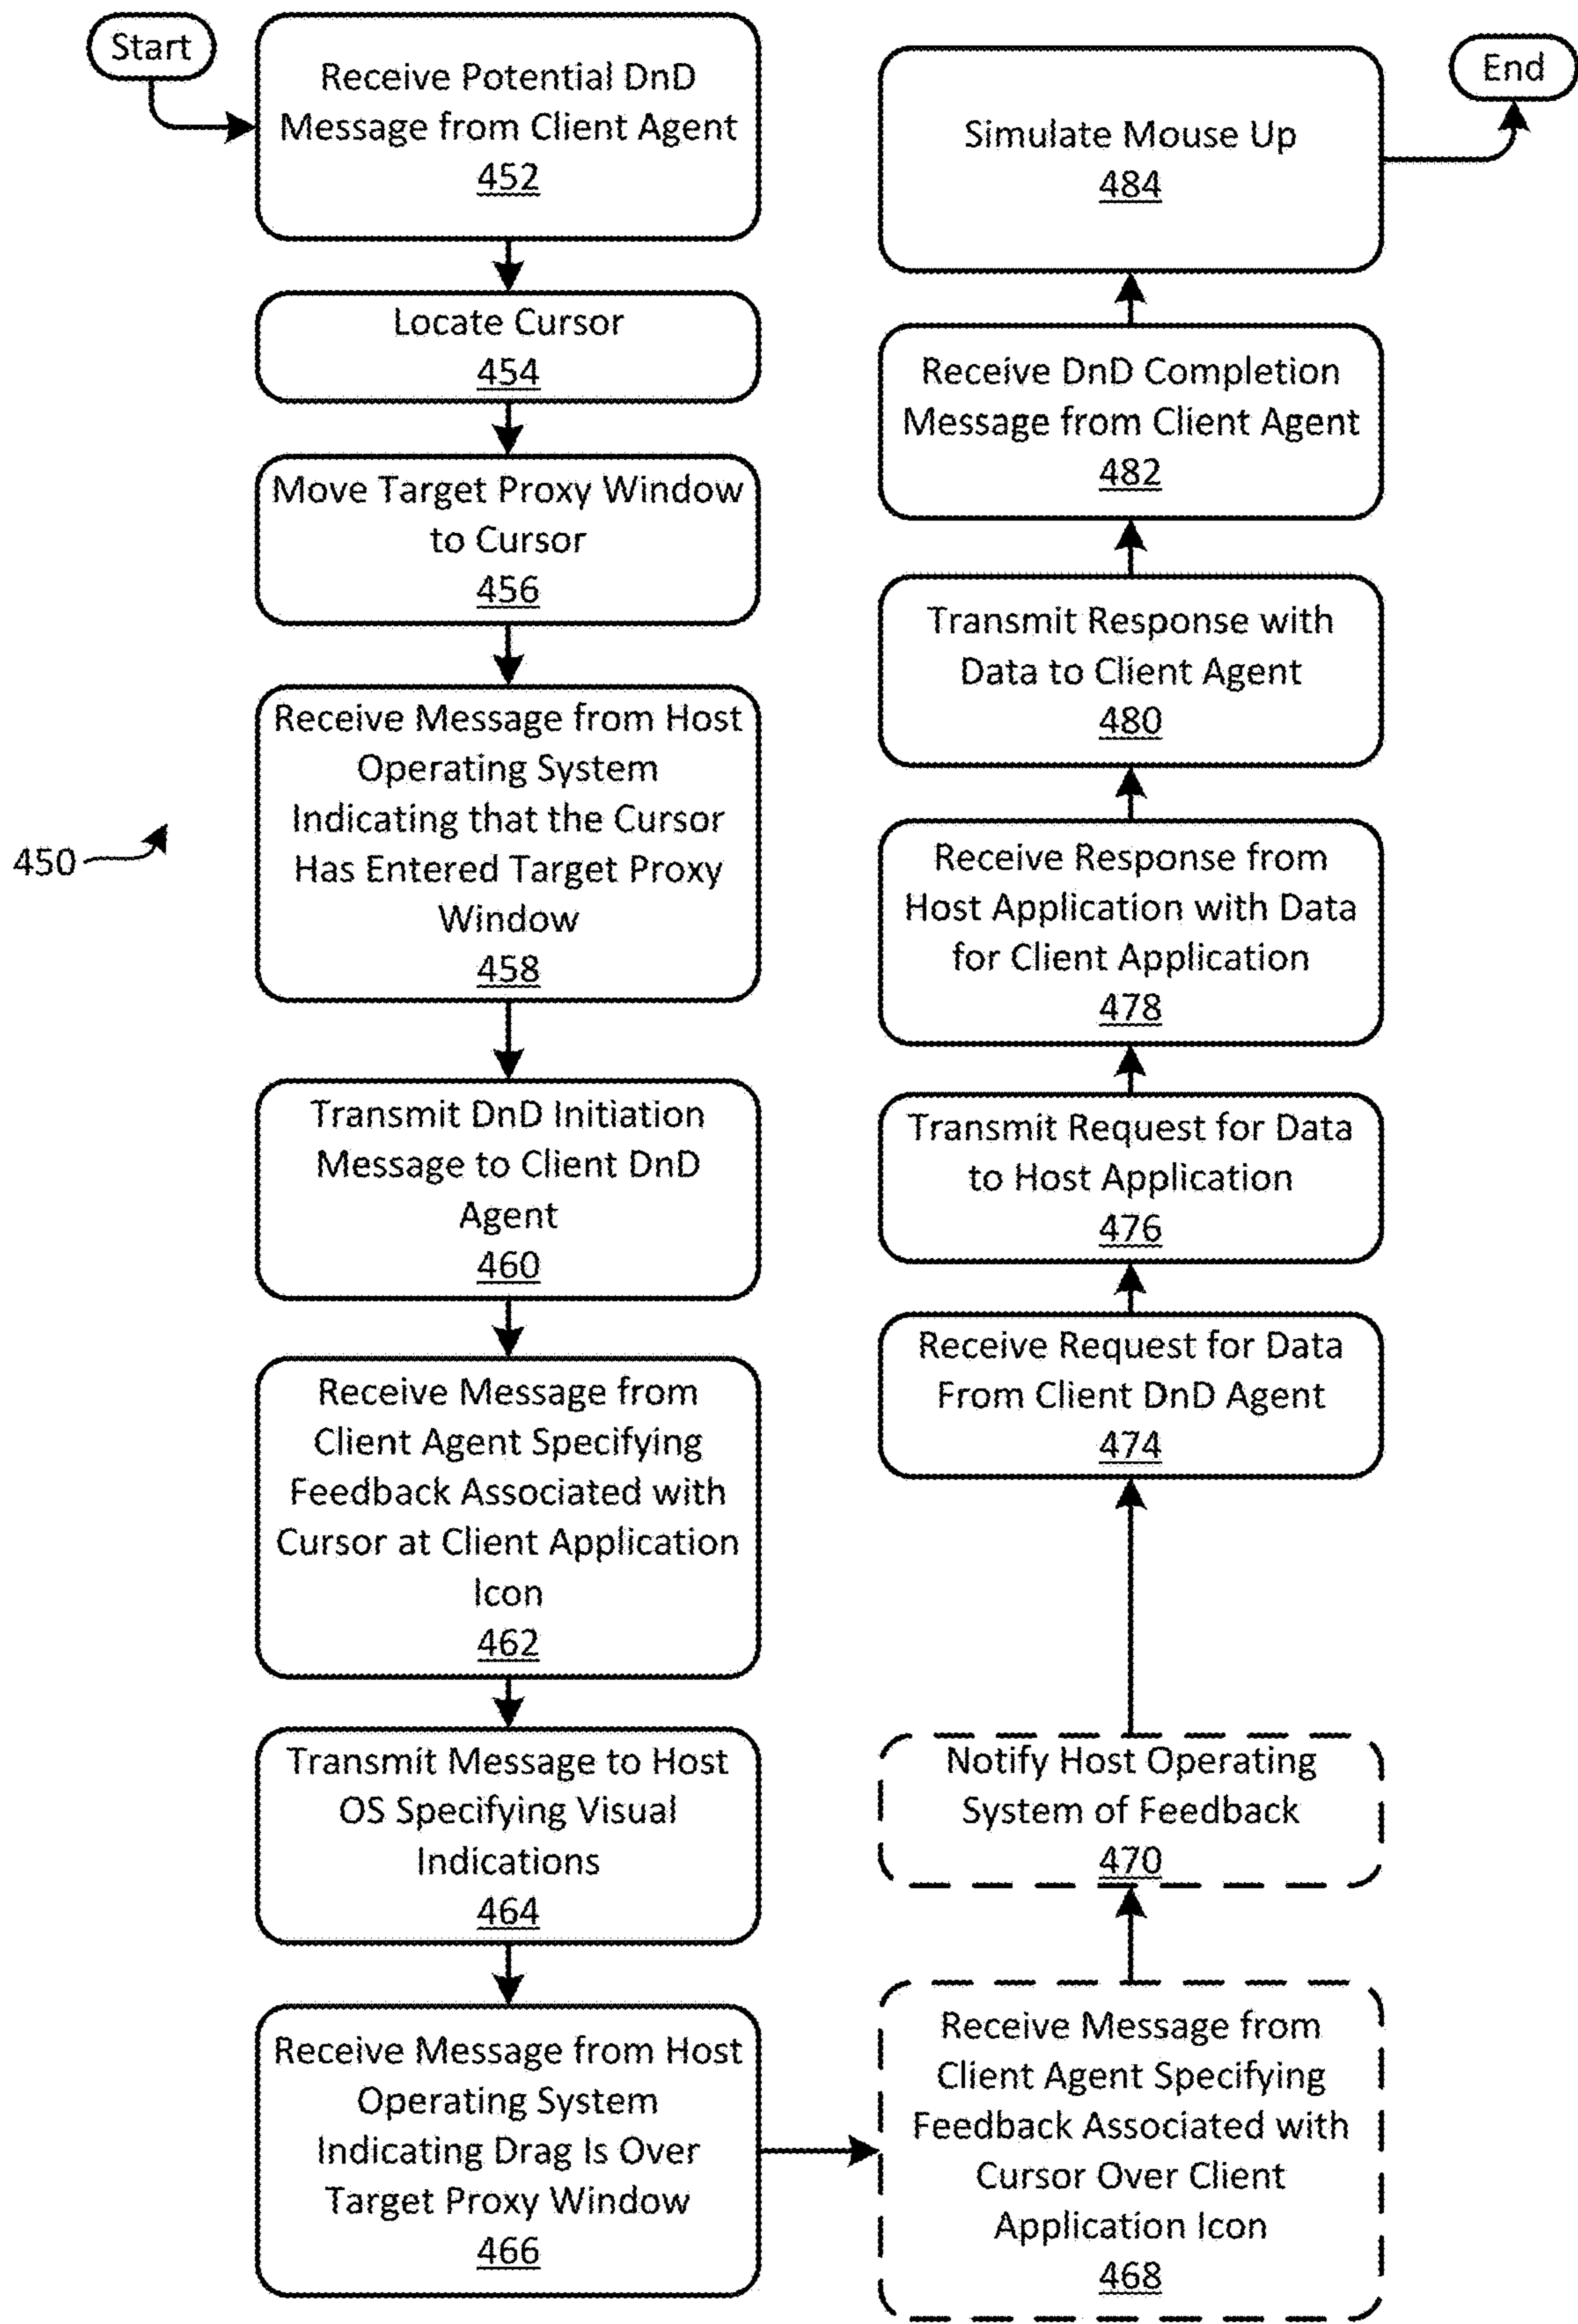 Start
Receive Potential DnD
Message from Client Agent
452
Locate Cursor
454
Move Target Proxy Window
to Cursor
456
Receive Message from Host
Operating System
Indicating that the Cursor
Has Entered Target Proxy
Window
458
450
Transmit DnD Initiation
Message to Client DnD
Agent
460
Receive Message from
Client Agent Specifying
Feedback Associated with
Cursor at Client Application
Icon
462
Transmit Message to Host
OS Specifying Visual
Indications
464
Receive Message from Host
Operating System
Indicating Drag Is Over
Target Proxy Window
466
Receive Message from
Client Agent Specifying
Feedback Associated with
Cursor Over Client
Application Icon
468
Notify Host Operating
System of Feedback
470
Receive Request for Data
From Client DnD Agent
474
Transmit Request for Data
to Host Application
476
Receive Response from
Host Application with Data
for Client Application
478
Transmit Response with
Data to Client Agent
480
Receive DnD Completion
Message from Client Agent
482
Simulate Mouse Up
484
End